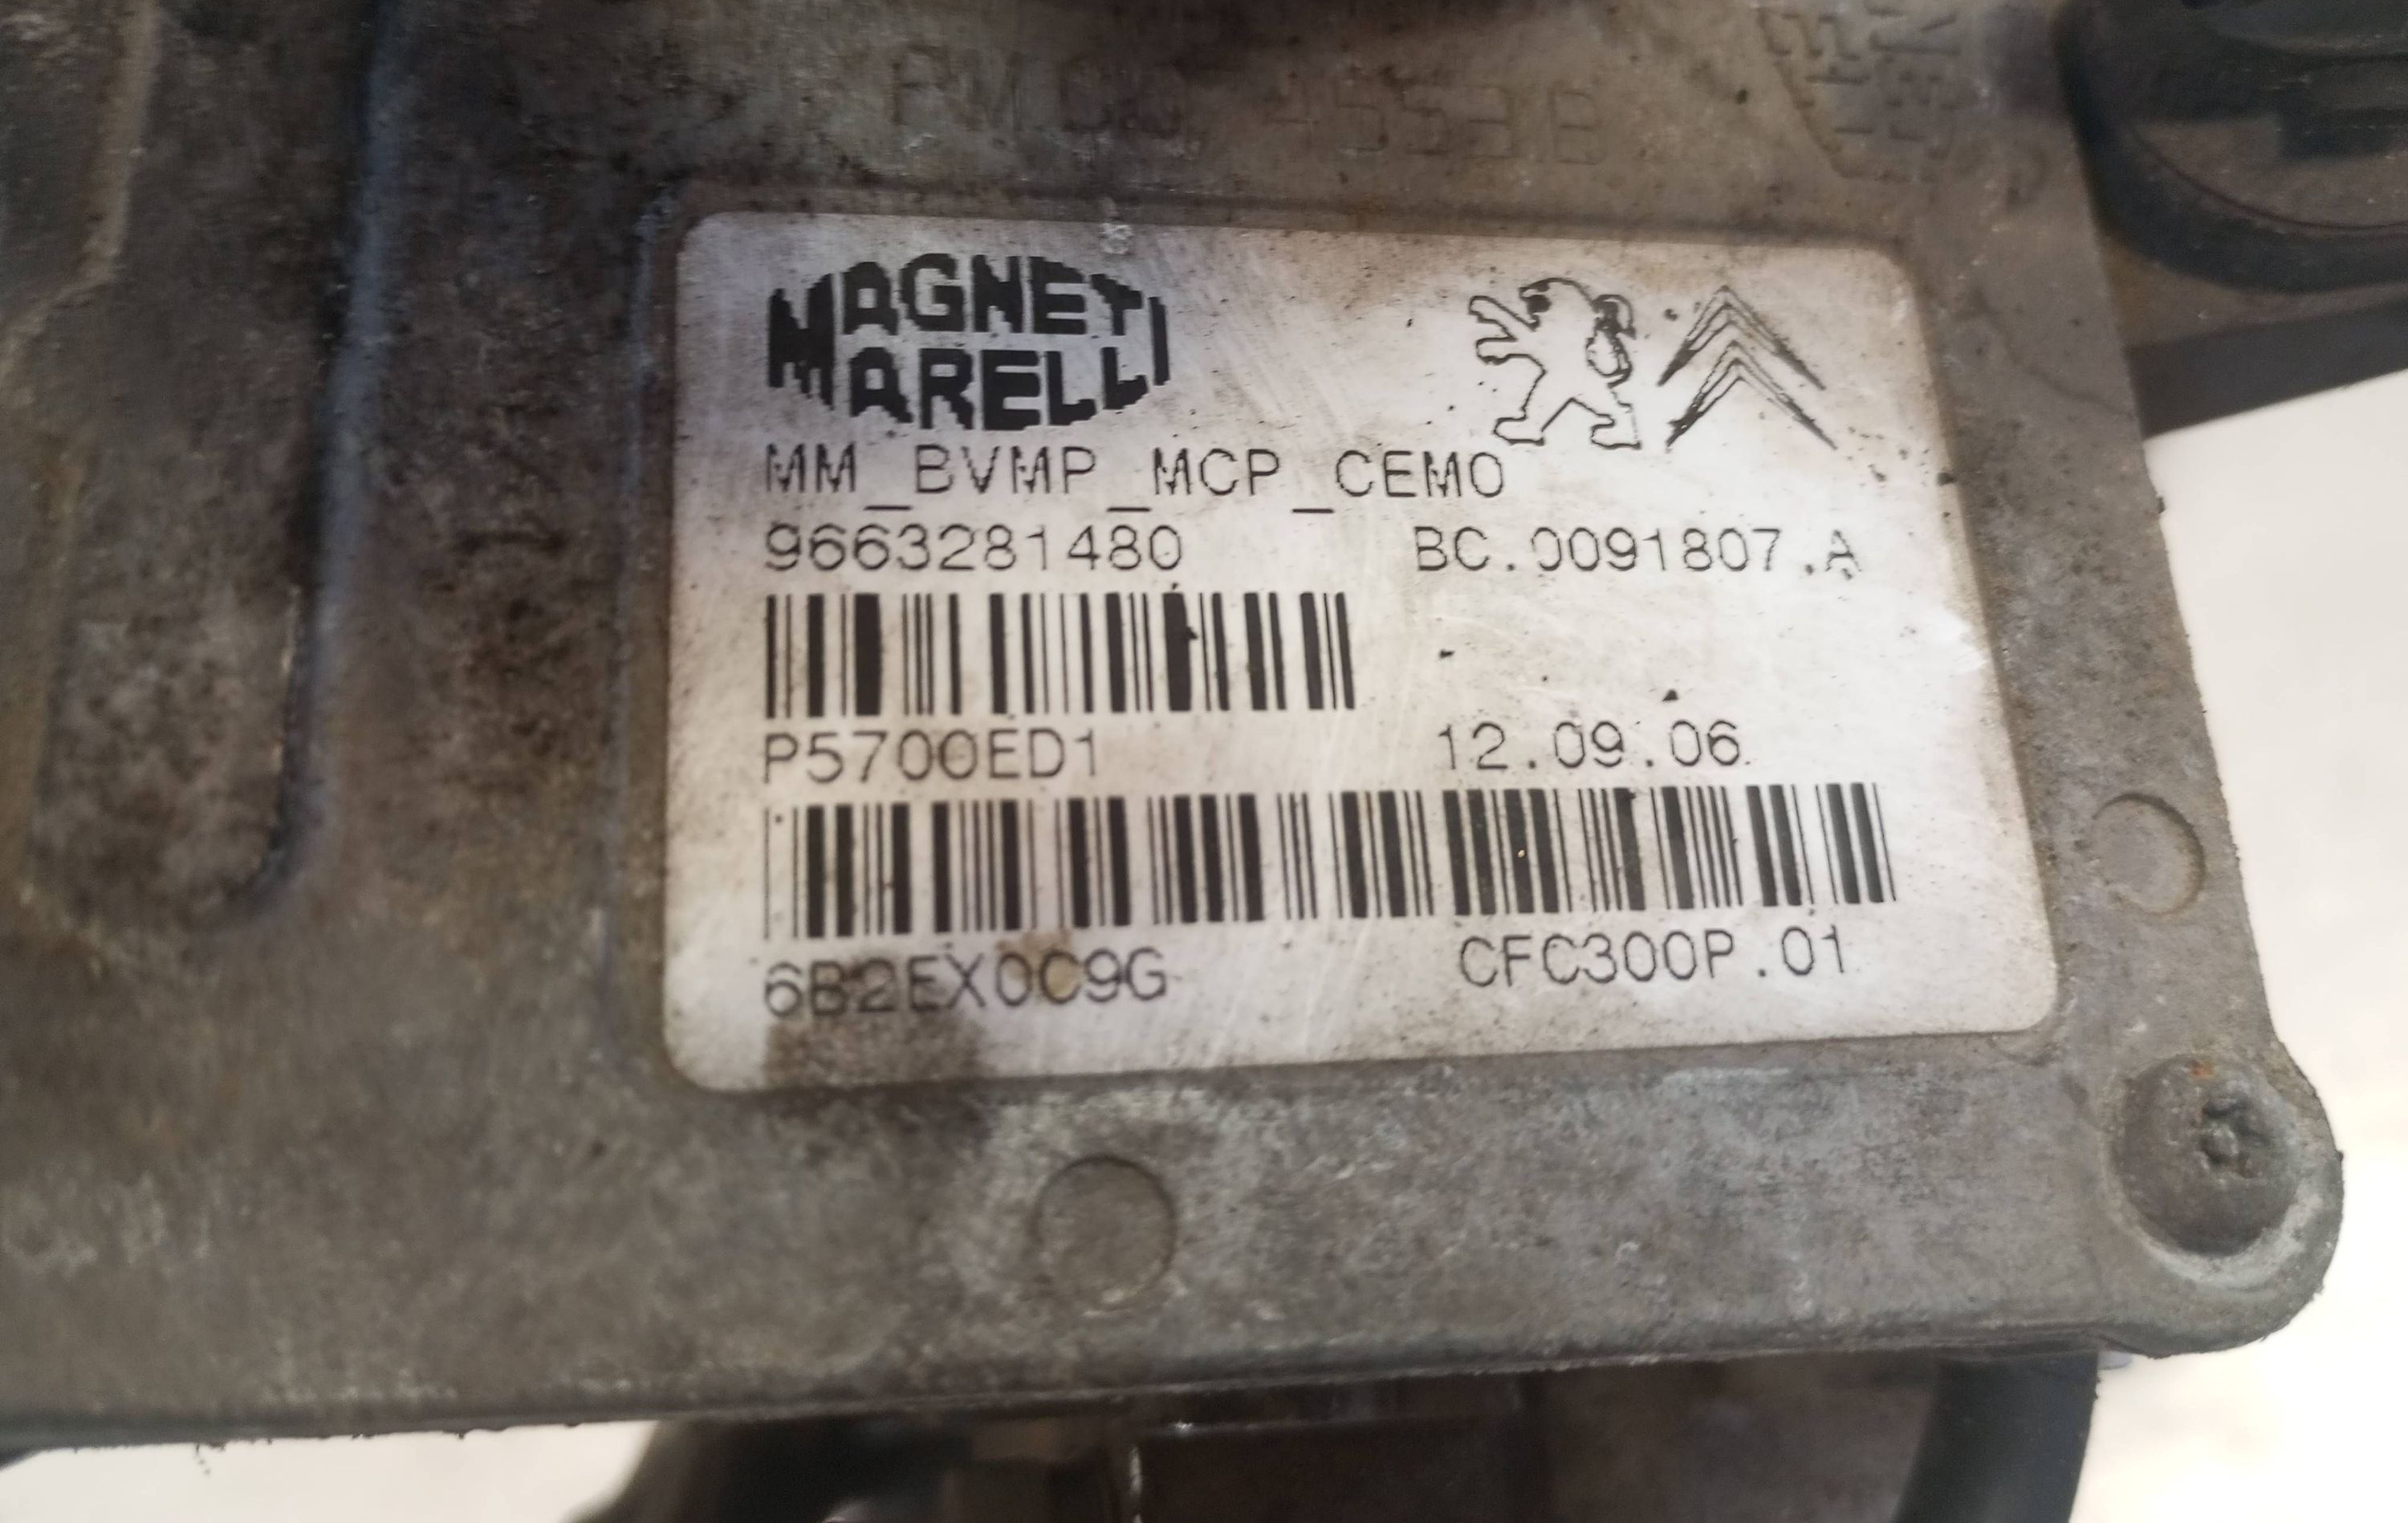 MAGNETI
MARELLI
MM_BVMP_MCP_CEMO
9663281480 BC.0091807.A
P5700ED1 12.09.06
6B2EX0C9G CFC300P.01